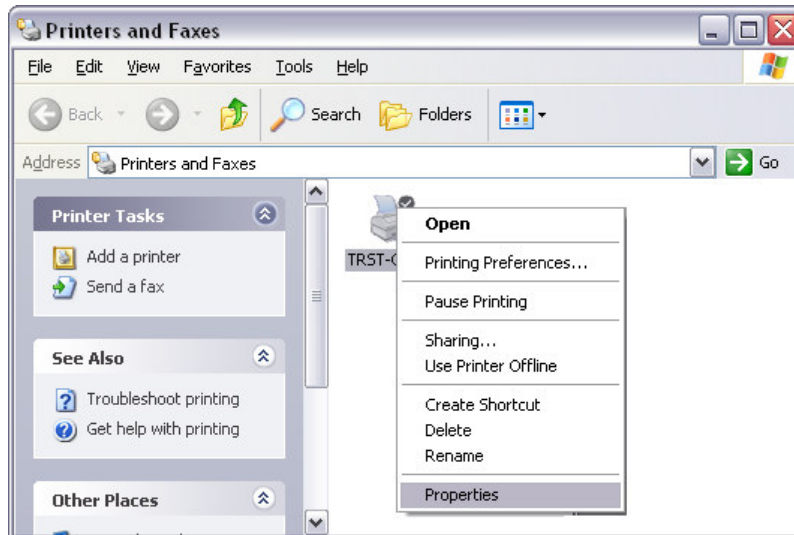 Printers and Faxes
File Edit View Favorites Tools Help
Back Search Folders
Address Printers and Faxes Go
Printer Tasks
Add a printer
Send a fax
See Also
Troubleshoot printing
Get help with printing
Other Places
Open
Printing Preferences...
Pause Printing
Sharing...
Use Printer Offline
Create Shortcut
Delete
Rename
Properties